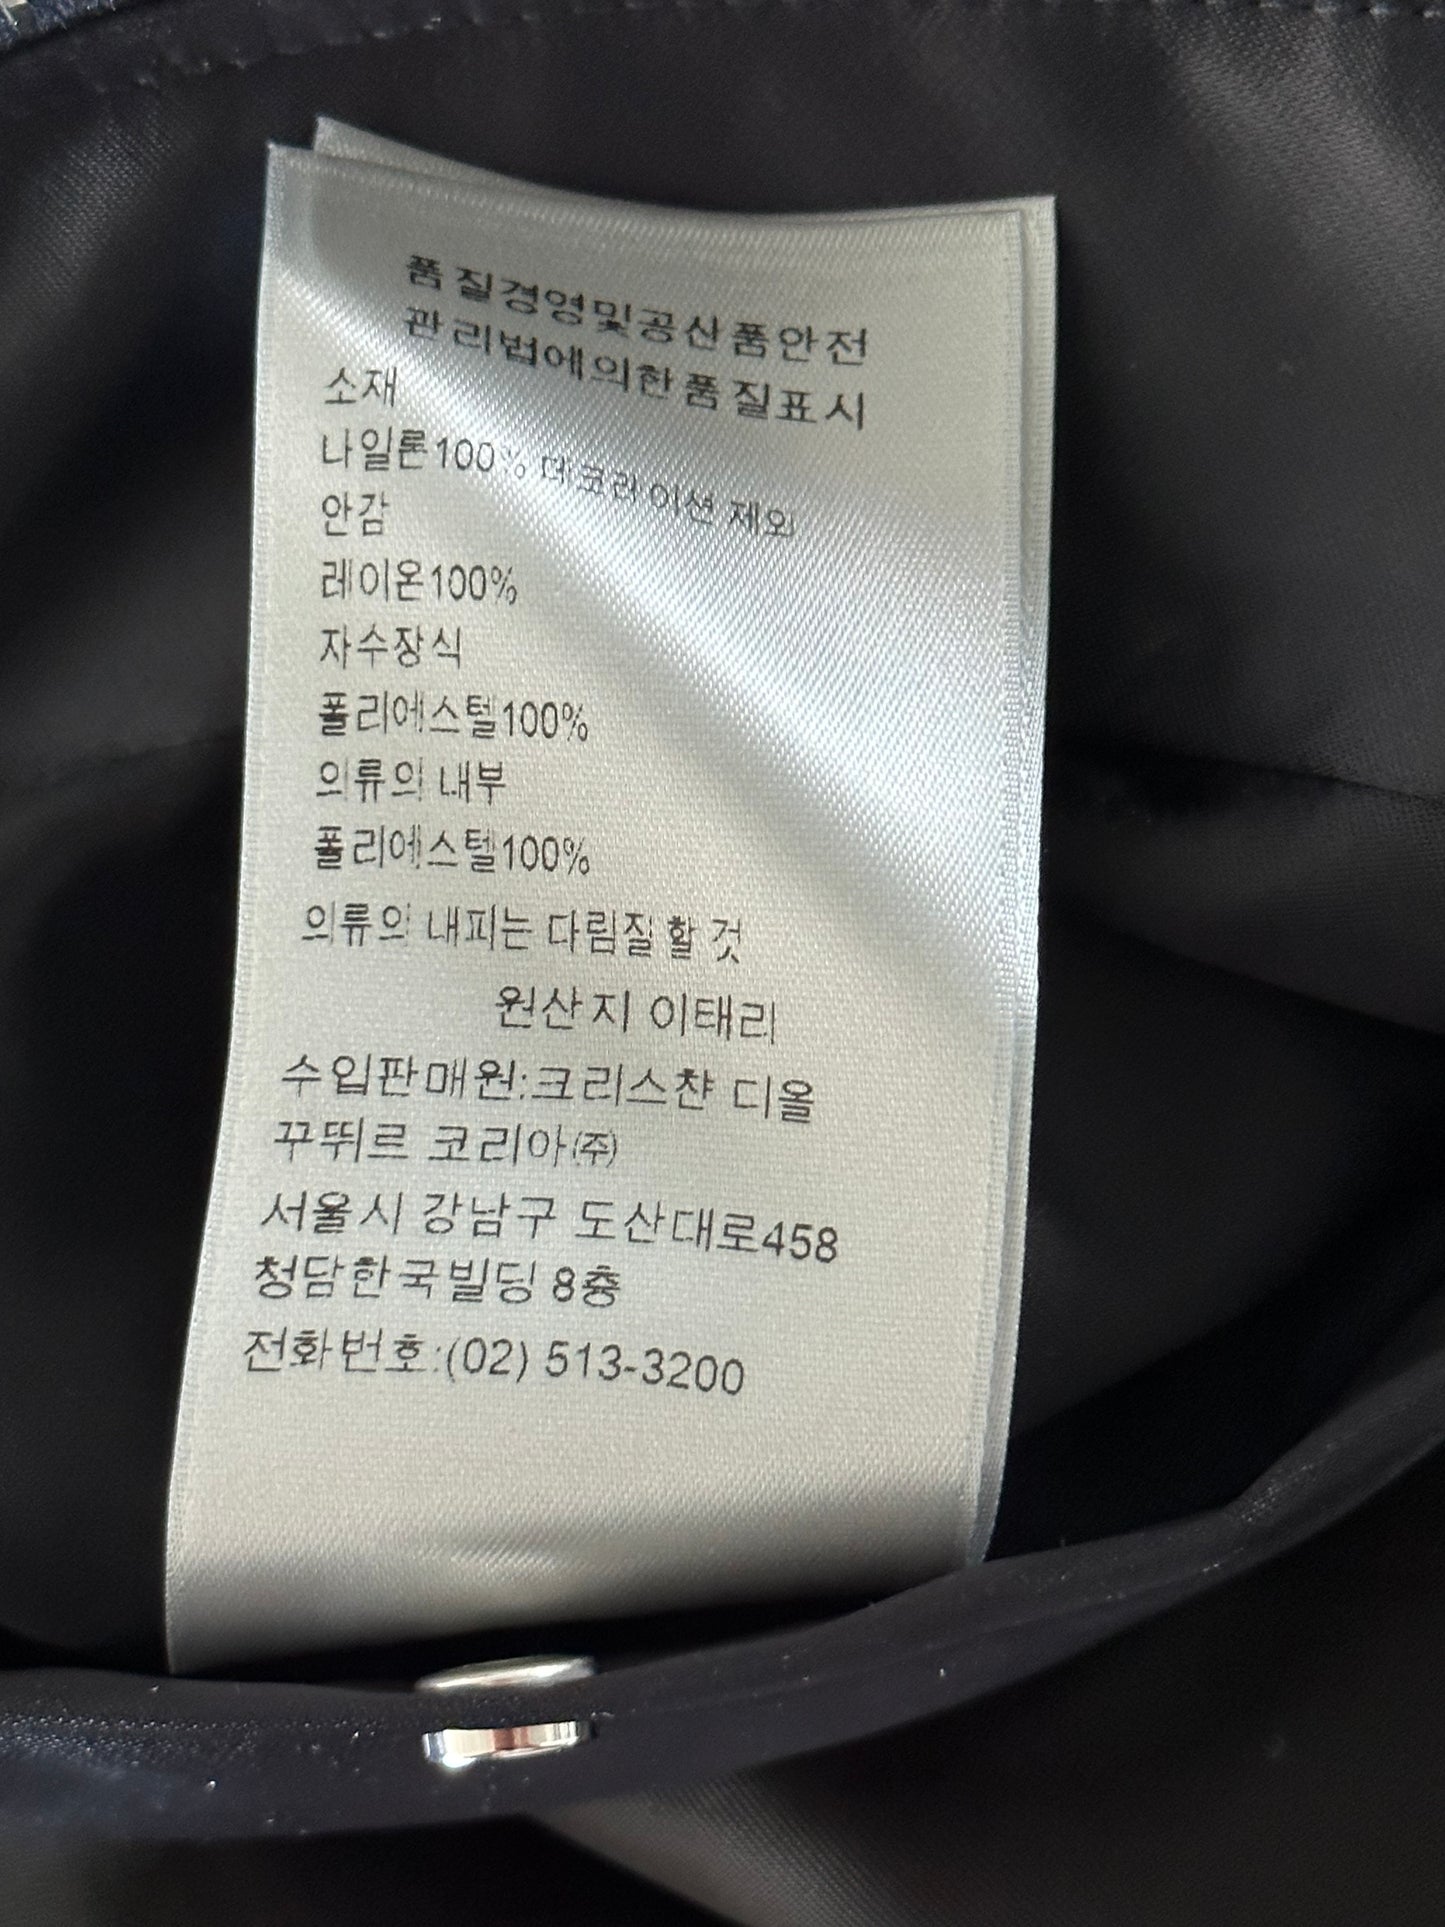 품질경영및공산품안전
관리법에의한품질표시
소재
나일론100% 데코러이션 제외
안감
레이온100%
자수장식
폴리에스텔100%
의류의 내부
폴리에스텔100%
의류의 내피는 다림질 할 것
원산지 이태리
수입판매원:크리스챤 디올
꾸뛰르 코리아㈜
서울시 강남구 도산대로458
청담한국빌딩 8층
전화번호:(02) 513-3200